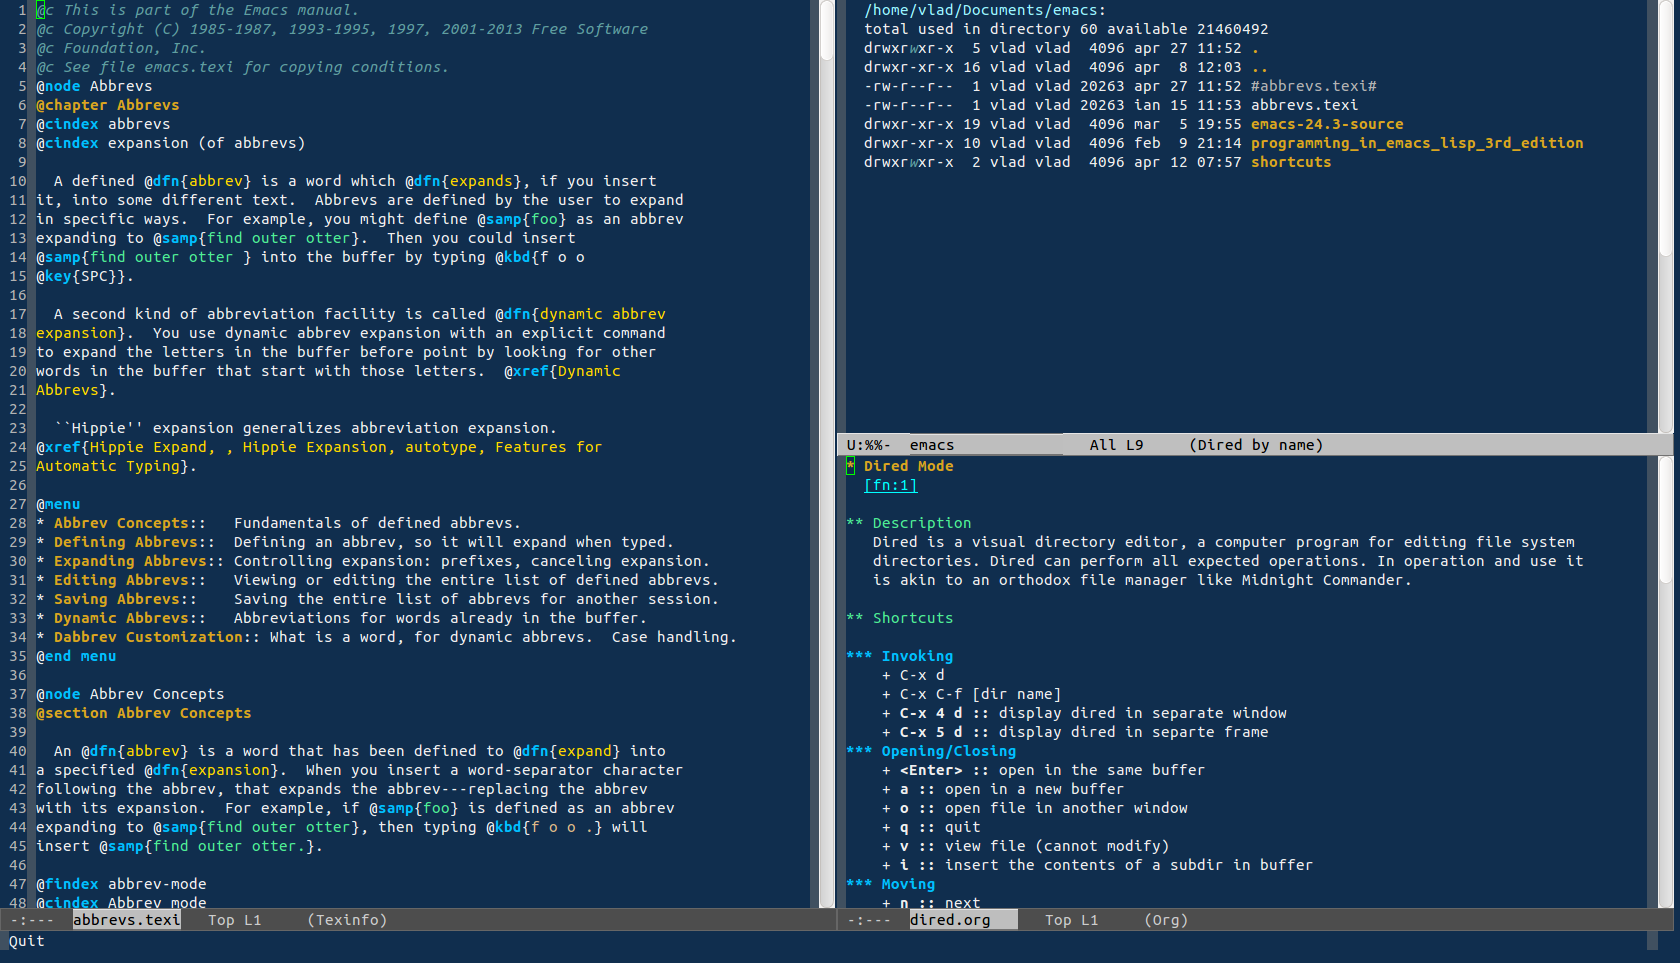 1 @c This is part of the Emacs manual.
2 @c Copyright (C) 1985-1987, 1993-1995, 1997, 2001-2013 Free Software
3 @c Foundation, Inc.
4 @c See file emacs.texi for copying conditions.
5 @node Abbrevs
6 @chapter Abbrevs
7 @cindex abbrevs
8 @cindex expansion (of abbrevs)
9
10   A defined @dfn{abbrev} is a word which @dfn{expands}, if you insert
11 it, into some different text.  Abbrevs are defined by the user to expand
12 in specific ways.  For example, you might define @samp{foo} as an abbrev
13 expanding to @samp{find outer otter}.  Then you could insert
14 @samp{find outer otter } into the buffer by typing @kbd{f o o
15 @key{SPC}}.
16
17   A second kind of abbreviation facility is called @dfn{dynamic abbrev
18 expansion}.  You use dynamic abbrev expansion with an explicit command
19 to expand the letters in the buffer before point by looking for other
20 words in the buffer that start with those letters.  @xref{Dynamic
21 Abbrevs}.
22
23   ``Hippie'' expansion generalizes abbreviation expansion.
24 @xref{Hippie Expand, , Hippie Expansion, autotype, Features for
25 Automatic Typing}.
26
27 @menu
28 * Abbrev Concepts::   Fundamentals of defined abbrevs.
29 * Defining Abbrevs::  Defining an abbrev, so it will expand when typed.
30 * Expanding Abbrevs:: Controlling expansion: prefixes, canceling expansion.
31 * Editing Abbrevs::   Viewing or editing the entire list of defined abbrevs.
32 * Saving Abbrevs::    Saving the entire list of abbrevs for another session.
33 * Dynamic Abbrevs::   Abbreviations for words already in the buffer.
34 * Dabbrev Customization:: What is a word, for dynamic abbrevs.  Case handling.
35 @end menu
36
37 @node Abbrev Concepts
38 @section Abbrev Concepts
39
40   An @dfn{abbrev} is a word that has been defined to @dfn{expand} into
41 a specified @dfn{expansion}.  When you insert a word-separator character
42 following the abbrev, that expands the abbrev---replacing the abbrev
43 with its expansion.  For example, if @samp{foo} is defined as an abbrev
44 expanding to @samp{find outer otter}, then typing @kbd{f o o .} will
45 insert @samp{find outer otter.}.
46
47 @findex abbrev-mode
48 @cindex Abbrev mode
-:---  abbrevs.texi   Top L1     (Texinfo)
/home/vlad/Documents/emacs:
total used in directory 60 available 21460492
drwxrwxr-x  5 vlad vlad  4096 apr 27 11:52 .
drwxr-xr-x 16 vlad vlad  4096 apr  8 12:03 ..
-rw-r--r--  1 vlad vlad 20263 apr 27 11:52 #abbrevs.texi#
-rw-r--r--  1 vlad vlad 20263 ian 15 11:53 abbrevs.texi
drwxr-xr-x 19 vlad vlad  4096 mar  5 19:55 emacs-24.3-source
drwxr-xr-x 10 vlad vlad  4096 feb  9 21:14 programming_in_emacs_lisp_3rd_edition
drwxrwxr-x  2 vlad vlad  4096 apr 12 07:57 shortcuts
U:%%-  emacs               All L9     (Dired by name)
* Dired Mode
  [fn:1]

** Description
   Dired is a visual directory editor, a computer program for editing file system
   directories. Dired can perform all expected operations. In operation and use it
   is akin to an orthodox file manager like Midnight Commander.

** Shortcuts

*** Invoking
    + C-x d
    + C-x C-f [dir name]
    + C-x 4 d :: display dired in separate window
    + C-x 5 d :: display dired in separte frame
*** Opening/Closing
    + <Enter> :: open in the same buffer
    + a :: open in a new buffer
    + o :: open file in another window
    + q :: quit
    + v :: view file (cannot modify)
    + i :: insert the contents of a subdir in buffer
*** Moving
    + n :: next
-:---  dired.org      Top L1     (Org)
Quit